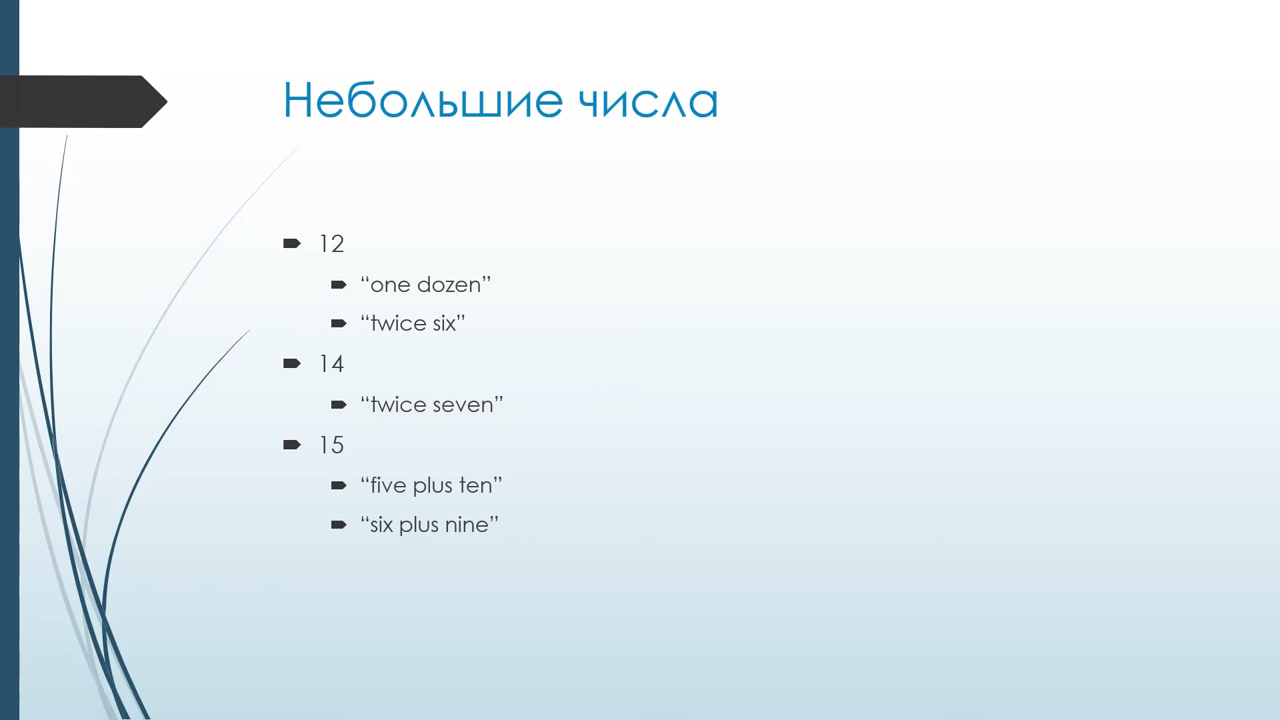 Небольшие числа
12
“one dozen”
“twice six”
14
“twice seven”
15
“five plus ten”
“six plus nine”